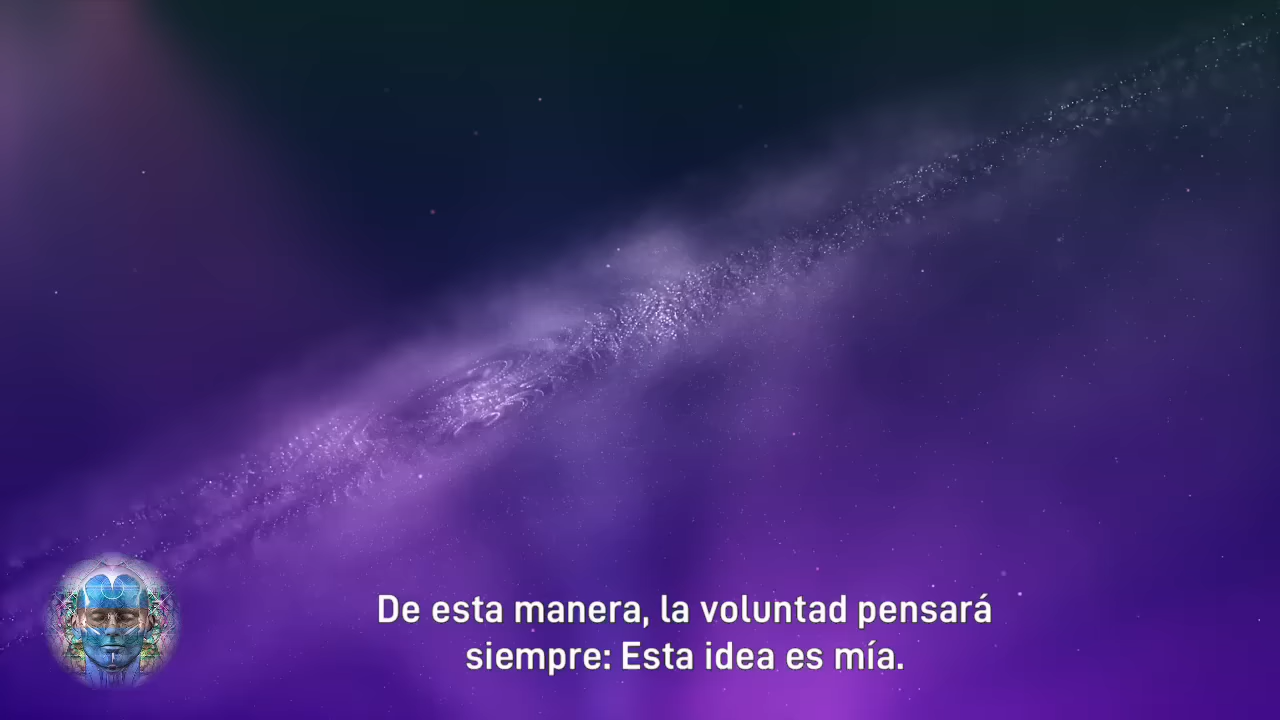 De esta manera, la voluntad pensará
siempre: Esta idea es mía.